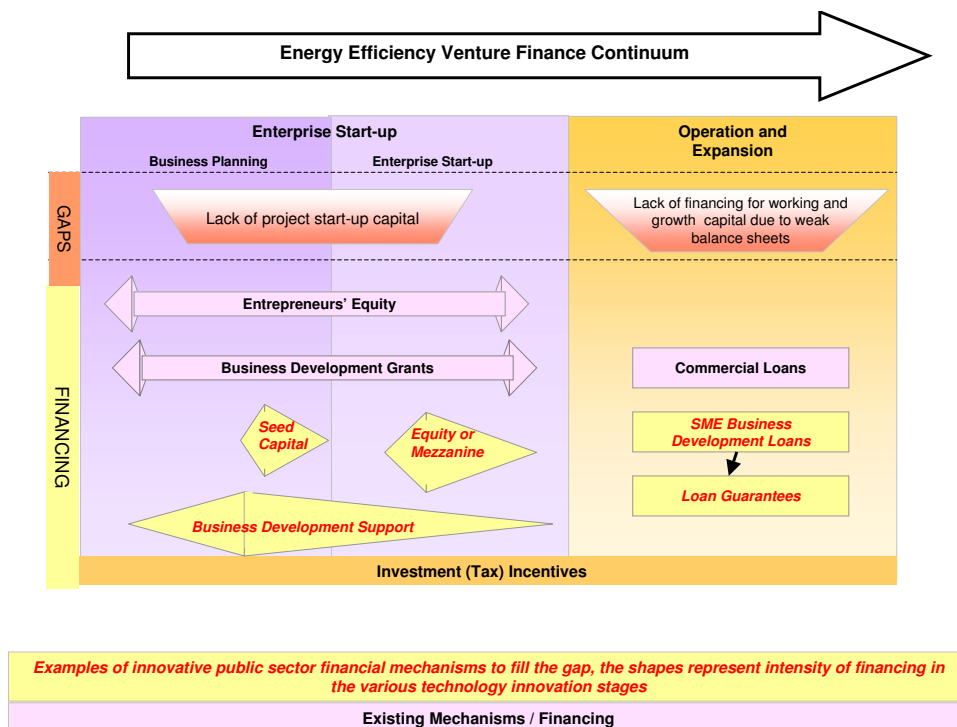 Energy Efficiency Venture Finance Continuum
Enterprise Start-up
Operation and
Expansion
Business Planning
Enterprise Start-up
GAPS
Lack of project start-up capital
Lack of financing for working and
growth capital due to weak
balance sheets
FINANCING
Entrepreneurs’ Equity
Business Development Grants
Commercial Loans
Seed
Capital
Equity or
Mezzanine
SME Business
Development Loans
Loan Guarantees
Business Development Support
Investment (Tax) Incentives
Examples of innovative public sector financial mechanisms to fill the gap, the shapes represent intensity of financing in
the various technology innovation stages
Existing Mechanisms / Financing